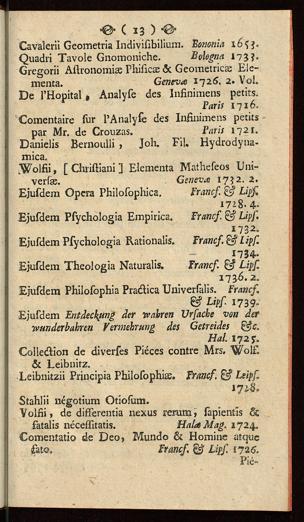 ( 13 )
Cavalerii Geometria Indivisibilium. Bononia 1653.
Quadri Tavole Gnomoniche. Bologna 1733.
Gregorii Astronomiæ Phisicæ & Geometricæ Ele-
menta. Genevæ 1726. 2. Vol.
De l'Hopital, Analyse des Infinimens petits.
Paris 1716.
Comentaire sur l'Analyse des Infinimens petits
par Mr. de Crouzas. Paris 1721.
Danielis Bernoulli, Joh. Fil. Hydrodyna-
mica.
Wolfii, [ Christiani ] Elementa Matheseos Uni-
versæ. Genevæ 1732. 2.
Ejusdem Opera Philosophica. Francf. & Lips.
1728. 4.
Ejusdem Psychologia Empirica. Francf. & Lips.
1732.
Ejusdem Psychologia Rationalis. Francf. & Lips.
1734.
Ejusdem Theologia Naturalis. Francf. & Lips.
1736. 2.
Ejusdem Philosophia Practica Universalis. Francf.
& Lips. 1739.
Ejusdem Entdeckung der wahren Ursache von der
wunderbahren Vermehrung des Getreides &c.
Hal. 1725.
Collection de diverses Piéces contre Mrs. Wolf.
& Leibnitz.
Leibnitzii Principia Philosophiæ. Francf. & Leips.
1728.
Stahlii négotium Otiosum.
Volfii, de differentia nexus rerum, sapientis &
fatalis nécessitatis. Halæ Mag. 1724.
Comentatio de Deo, Mundo & Homine atque
fato. Francf. & Lips. 1726.
Pié-